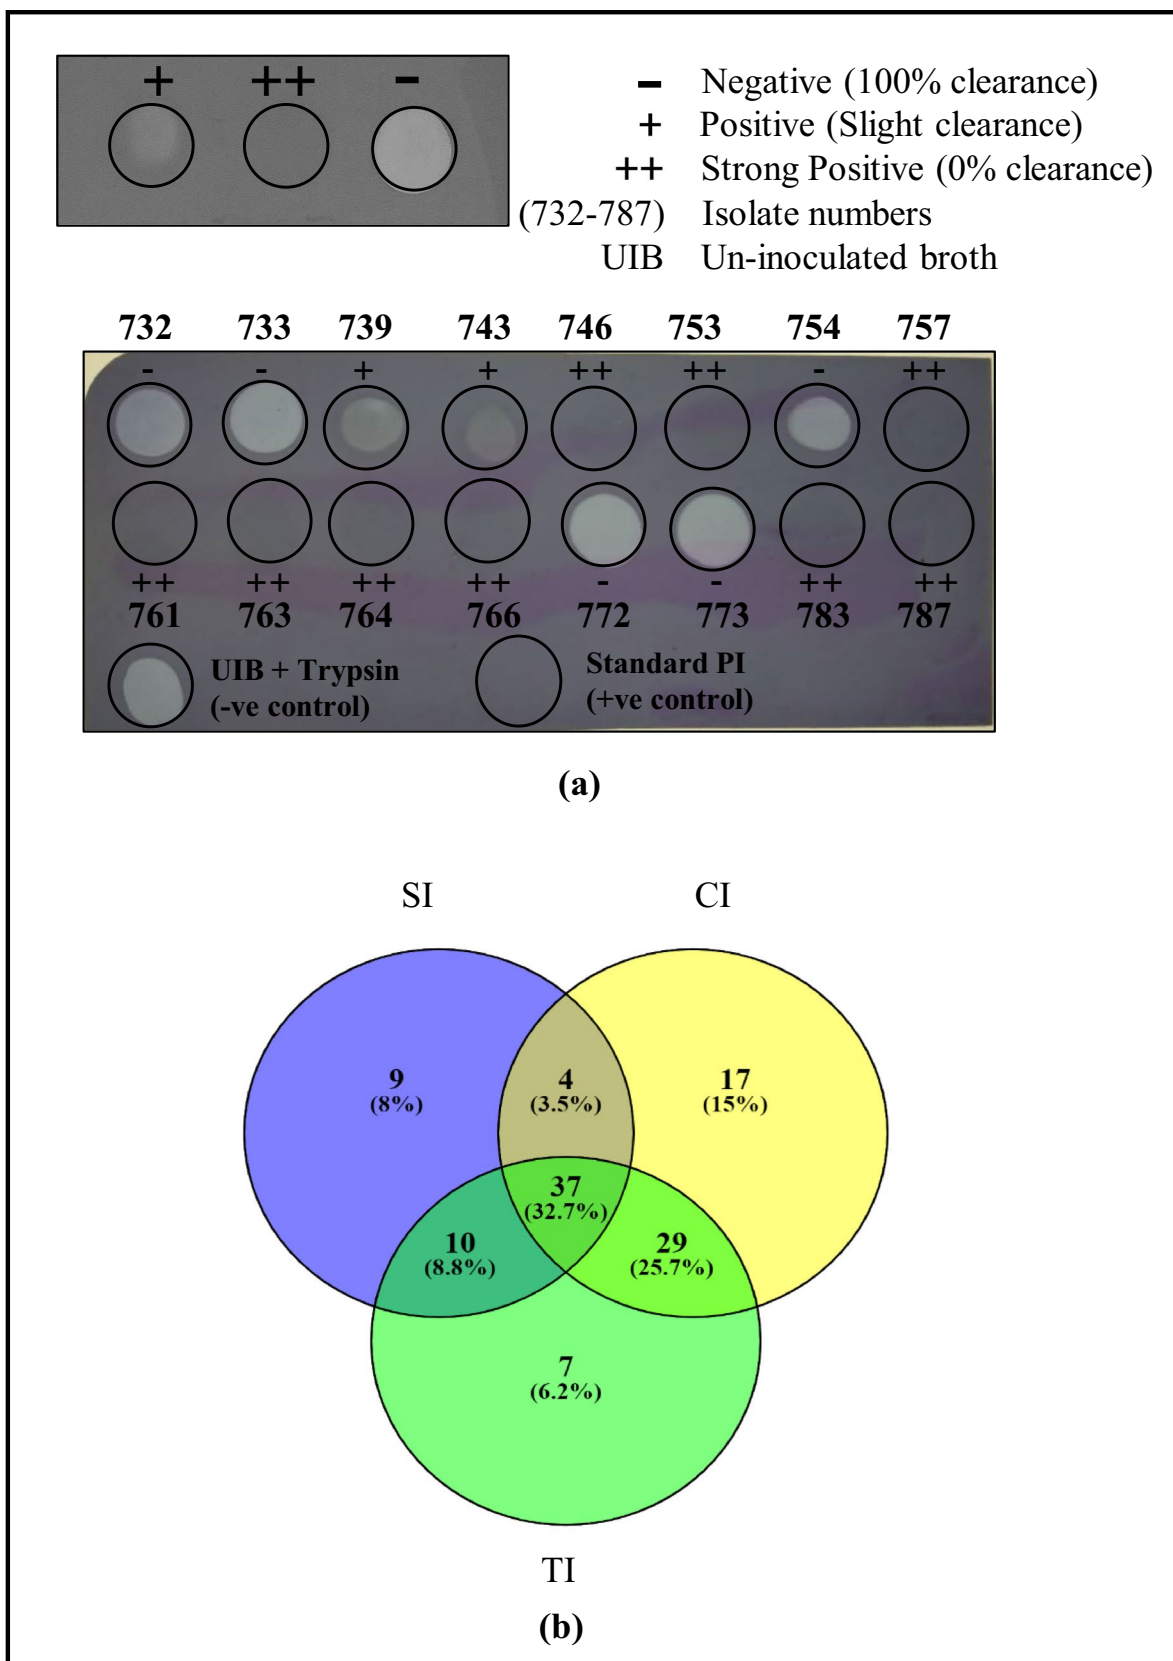 + ++ -
- Negative (100% clearance)
+ Positive (Slight clearance)
++ Strong Positive (0% clearance)
(732-787) Isolate numbers
UIB Un-inoculated broth
732 733 739 743 746 753 754 757
- - + + ++ ++ - ++
++ ++ ++ ++ - - ++ ++
761 763 764 766 772 773 783 787
UIB + Trypsin
(-ve control)
Standard PI
(+ve control)
(a)
SI CI
9
(8%)
4
(3.5%)
17
(15%)
37
(32.7%)
10
(8.8%)
29
(25.7%)
7
(6.2%)
TI
(b)